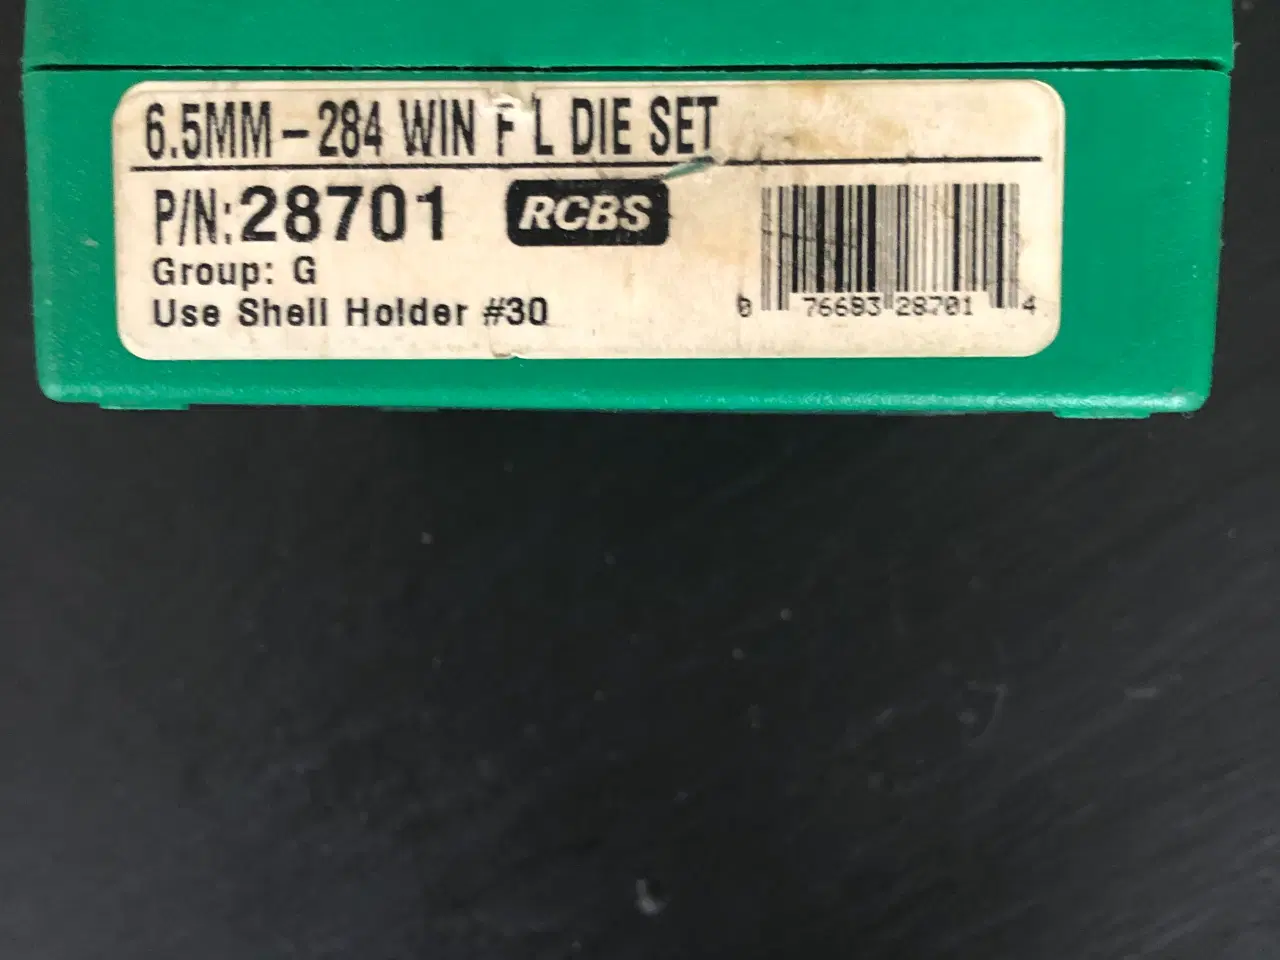 6.5MM-284 WIN F L DIE SET
P/N:28701
RCBS
Group: G
Use Shell Holder #30
0 76683 28701 4